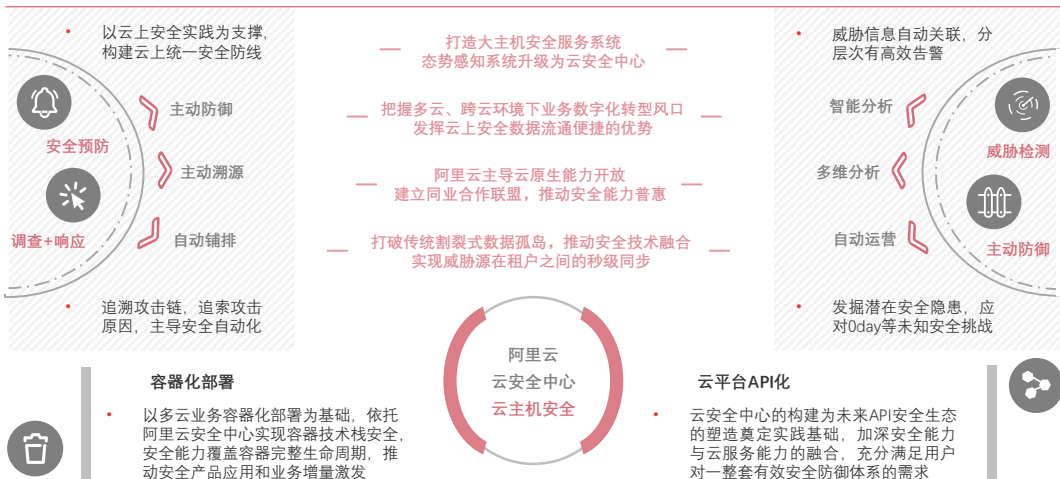 • 以云上安全实践为支撑，
构建云上统一安全防线
安全预防
调查+响应
主动防御
主动溯源
自动铺排
• 追溯攻击链，追索攻击
原因，主导安全自动化
打造大主机安全服务系统
态势感知系统升级为云安全中心
把握多云、跨云环境下业务数字化转型风口
发挥云上安全数据流通便捷的优势
阿里云主导云原生能力开放
建立同业合作联盟，推动安全能力普惠
打破传统割裂式数据孤岛，推动安全技术融合
实现威胁源在租户之间的秒级同步
• 威胁信息自动关联，分
层次有高效告警
智能分析
多维分析
自动运营
威胁检测
主动防御
• 发掘潜在安全隐患，应
对0day等未知安全挑战
阿里云
云安全中心
云主机安全
容器化部署
• 以多云业务容器化部署为基础，依托
阿里云安全中心实现容器技术栈安全，
安全能力覆盖容器完整生命周期，推
动安全产品应用和业务增量激发
云平台API化
• 云安全中心的构建为未来API安全生态
的塑造奠定实践基础，加深安全能力
与云服务能力的融合，充分满足用户
对一整套有效安全防御体系的需求